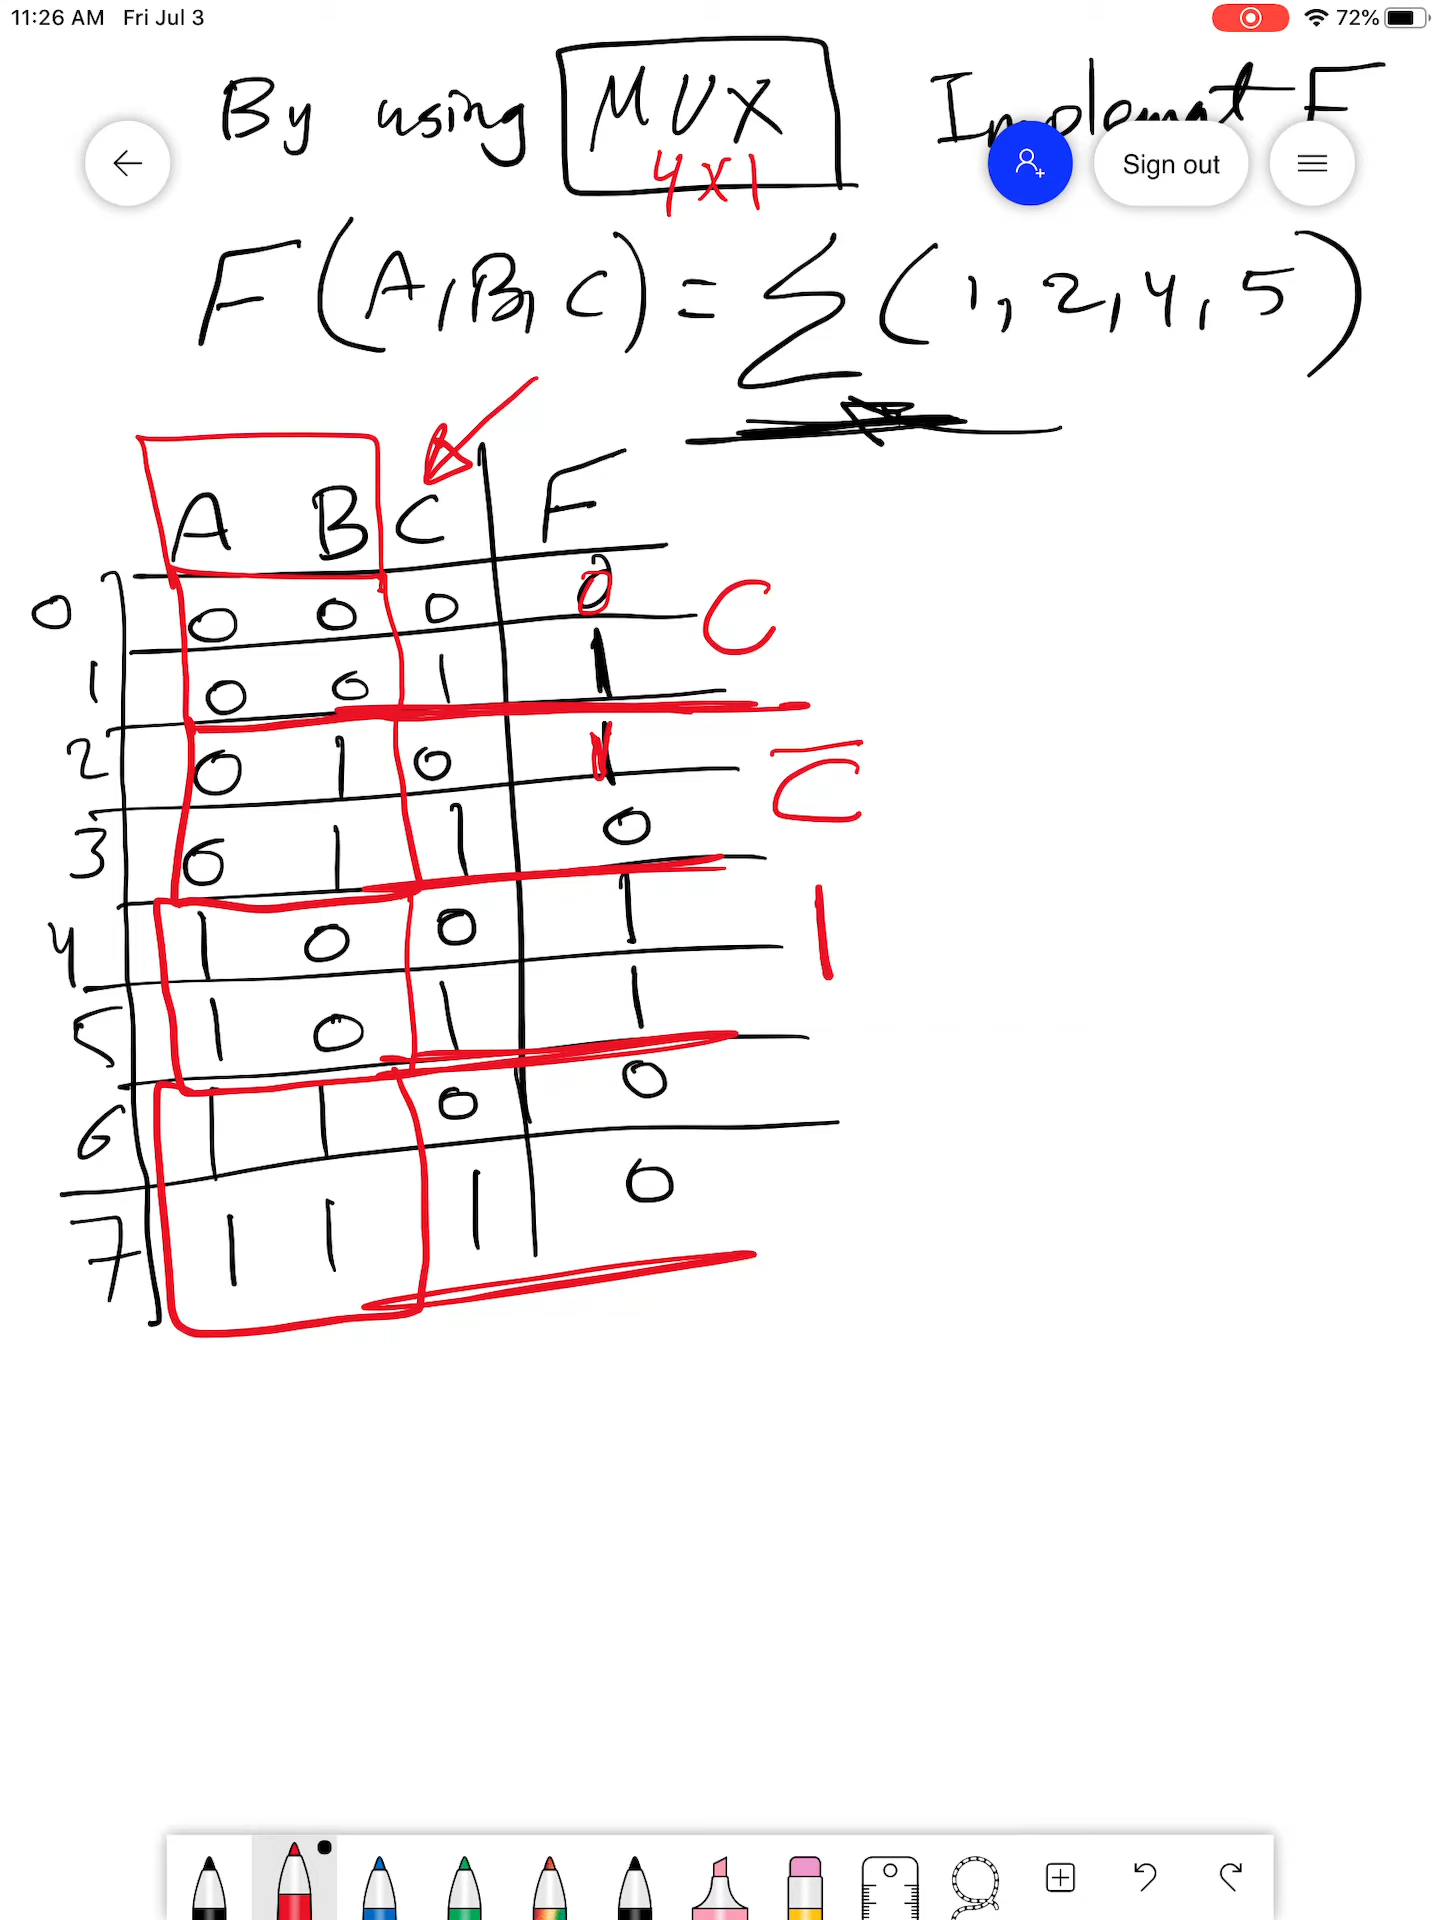 11:26 AM Fri Jul 3 72%
By using MUX Implemnt F
4x1
Sign out
F(A,B,C) = ∑(1,2,4,5)
A B C F
0 0 0 0 0 C
1 0 0 1 1
2 0 1 0 1 C̅
3 0 1 1 0
4 1 0 0 1 1
5 1 0 1 1
6 1 1 0 0
7 1 1 1 0